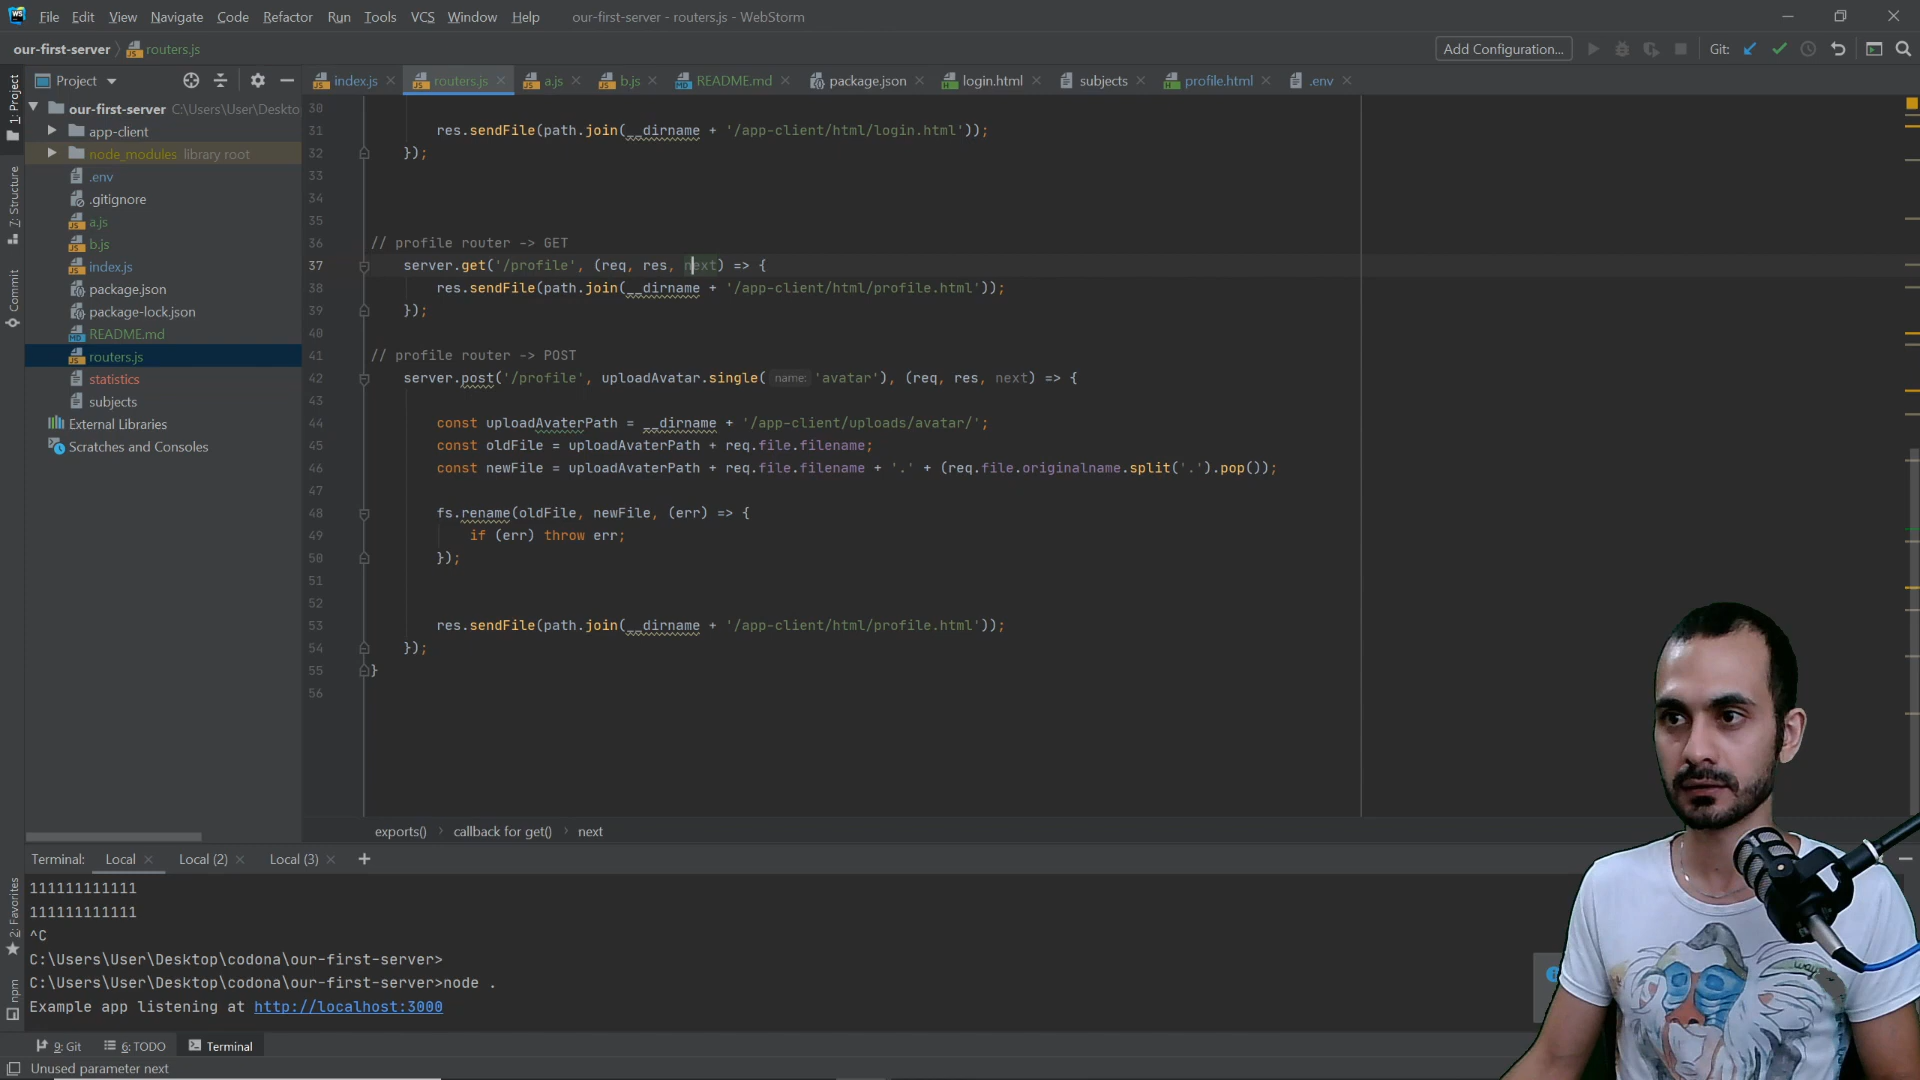 WS File Edit View Navigate Code Refactor Run Tools VCS Window Help our-first-server - routers.js - WebStorm
our-first-server routers.js Add Configuration... Git:
Project index.js routers.js a.js b.js README.md package.json login.html subjects profile.html .env
1: Project
7: Structure
Commit
2: Favorites
npm
our-first-server C:\Users\User\Deskto
app-client
node_modules library root
.env
.gitignore
a.js
b.js
index.js
package.json
package-lock.json
README.md
routers.js
statistics
subjects
External Libraries
Scratches and Consoles
30
31 res.sendFile(path.join(__dirname + '/app-client/html/login.html'));
32 });
33
34
35
36 // profile router -> GET
37 server.get('/profile', (req, res, next) => {
38 res.sendFile(path.join(__dirname + '/app-client/html/profile.html'));
39 });
40
41 // profile router -> POST
42 server.post('/profile', uploadAvatar.single( name: 'avatar'), (req, res, next) => {
43
44 const uploadAvaterPath = __dirname + '/app-client/uploads/avatar/';
45 const oldFile = uploadAvaterPath + req.file.filename;
46 const newFile = uploadAvaterPath + req.file.filename + '.' + (req.file.originalname.split('.').pop());
47
48 fs.rename(oldFile, newFile, (err) => {
49 if (err) throw err;
50 });
51
52
53 res.sendFile(path.join(__dirname + '/app-client/html/profile.html'));
54 });
55 }
56
exports() callback for get() next
Terminal: Local Local (2) Local (3) +
111111111111
111111111111
^C
C:\Users\User\Desktop\codona\our-first-server>
C:\Users\User\Desktop\codona\our-first-server>node .
Example app listening at http://localhost:3000
9: Git 6: TODO Terminal
Unused parameter next